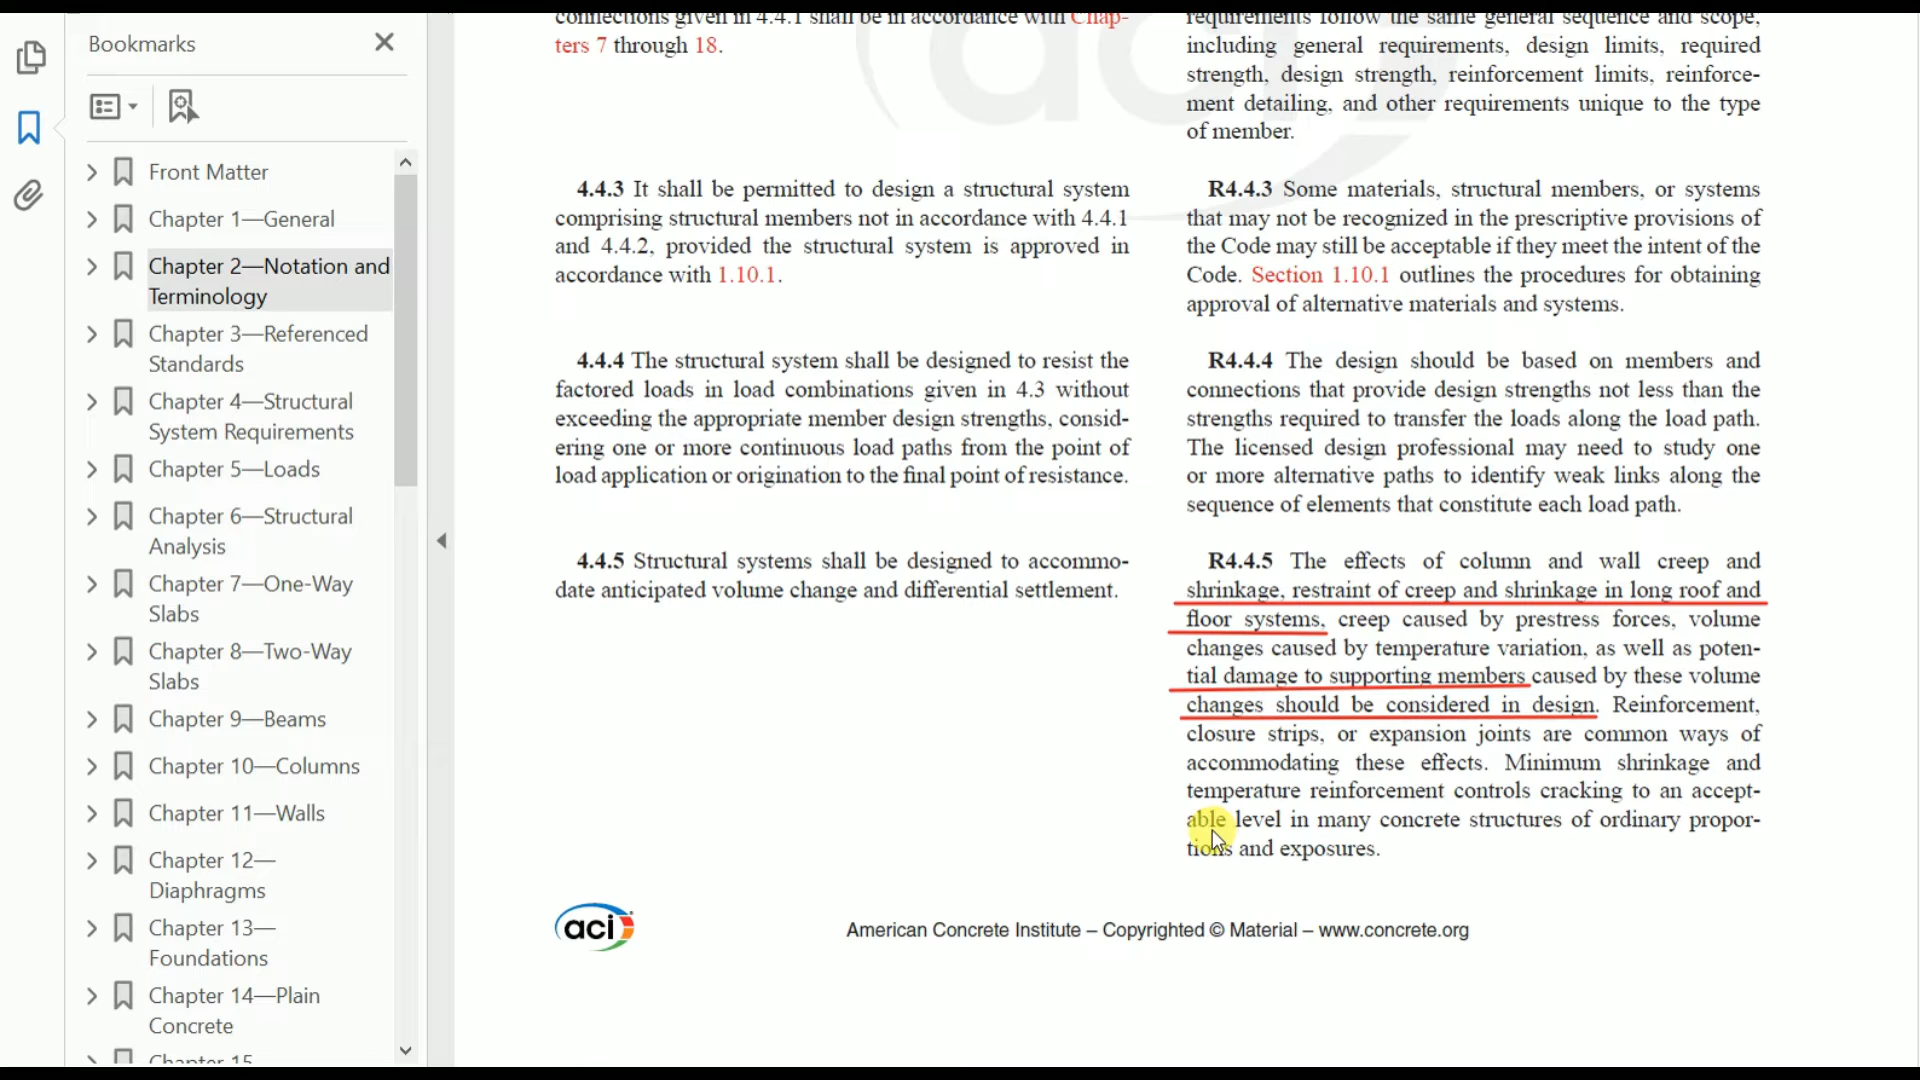 Bookmarks
Front Matter
Chapter 1—General
Chapter 2—Notation and
Terminology
Chapter 3—Referenced
Standards
Chapter 4—Structural
System Requirements
Chapter 5—Loads
Chapter 6—Structural
Analysis
Chapter 7—One-Way
Slabs
Chapter 8—Two-Way
Slabs
Chapter 9—Beams
Chapter 10—Columns
Chapter 11—Walls
Chapter 12—
Diaphragms
Chapter 13—
Foundations
Chapter 14—Plain
Concrete
Chapter 15—
connections given in 4.4.1 shall be in accordance with Chap-
ters 7 through 18.
4.4.3 It shall be permitted to design a structural system
comprising structural members not in accordance with 4.4.1
and 4.4.2, provided the structural system is approved in
accordance with 1.10.1.
4.4.4 The structural system shall be designed to resist the
factored loads in load combinations given in 4.3 without
exceeding the appropriate member design strengths, consid-
ering one or more continuous load paths from the point of
load application or origination to the final point of resistance.
4.4.5 Structural systems shall be designed to accommo-
date anticipated volume change and differential settlement.
requirements follow the same general sequence and scope,
including general requirements, design limits, required
strength, design strength, reinforcement limits, reinforce-
ment detailing, and other requirements unique to the type
of member.
R4.4.3 Some materials, structural members, or systems
that may not be recognized in the prescriptive provisions of
the Code may still be acceptable if they meet the intent of the
Code. Section 1.10.1 outlines the procedures for obtaining
approval of alternative materials and systems.
R4.4.4 The design should be based on members and
connections that provide design strengths not less than the
strengths required to transfer the loads along the load path.
The licensed design professional may need to study one
or more alternative paths to identify weak links along the
sequence of elements that constitute each load path.
R4.4.5 The effects of column and wall creep and
shrinkage, restraint of creep and shrinkage in long roof and
floor systems, creep caused by prestress forces, volume
changes caused by temperature variation, as well as poten-
tial damage to supporting members caused by these volume
changes should be considered in design. Reinforcement,
closure strips, or expansion joints are common ways of
accommodating these effects. Minimum shrinkage and
temperature reinforcement controls cracking to an accept-
able level in many concrete structures of ordinary propor-
tions and exposures.
aci
aci
American Concrete Institute – Copyrighted © Material – www.concrete.org